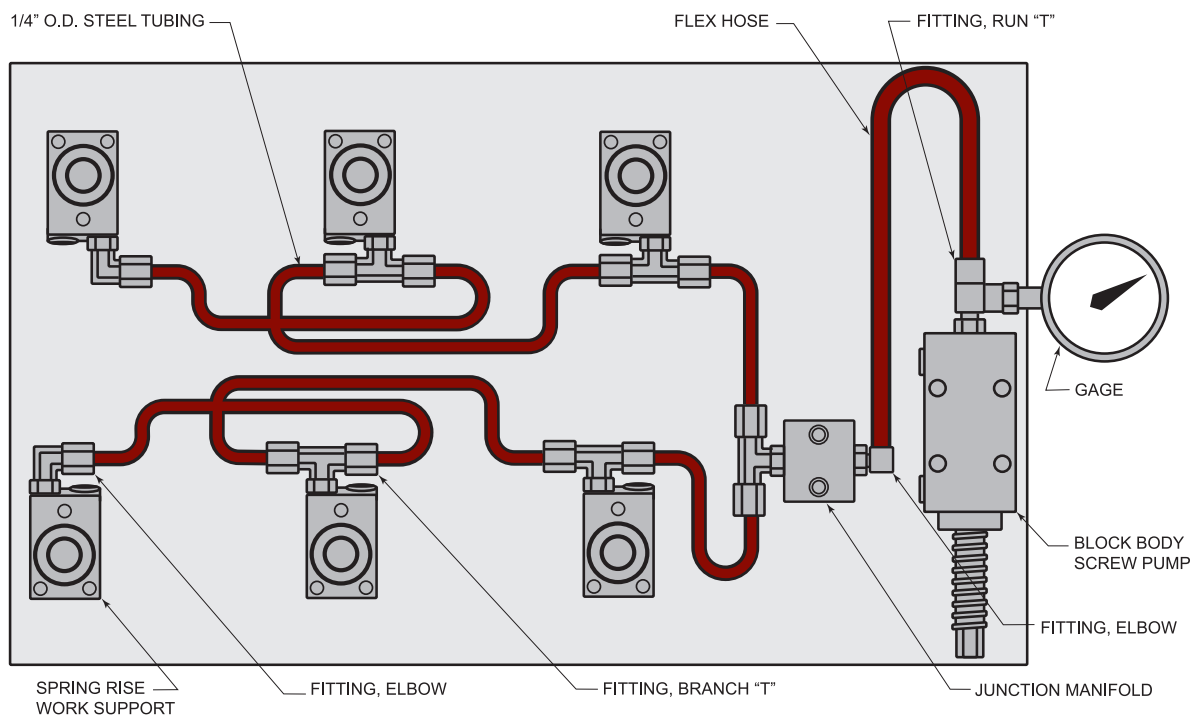 1/4” O.D. STEEL TUBING
FLEX HOSE
FITTING, RUN “T”
GAGE
BLOCK BODY
SCREW PUMP
FITTING, ELBOW
SPRING RISE
WORK SUPPORT
FITTING, ELBOW
FITTING, BRANCH “T”
JUNCTION MANIFOLD